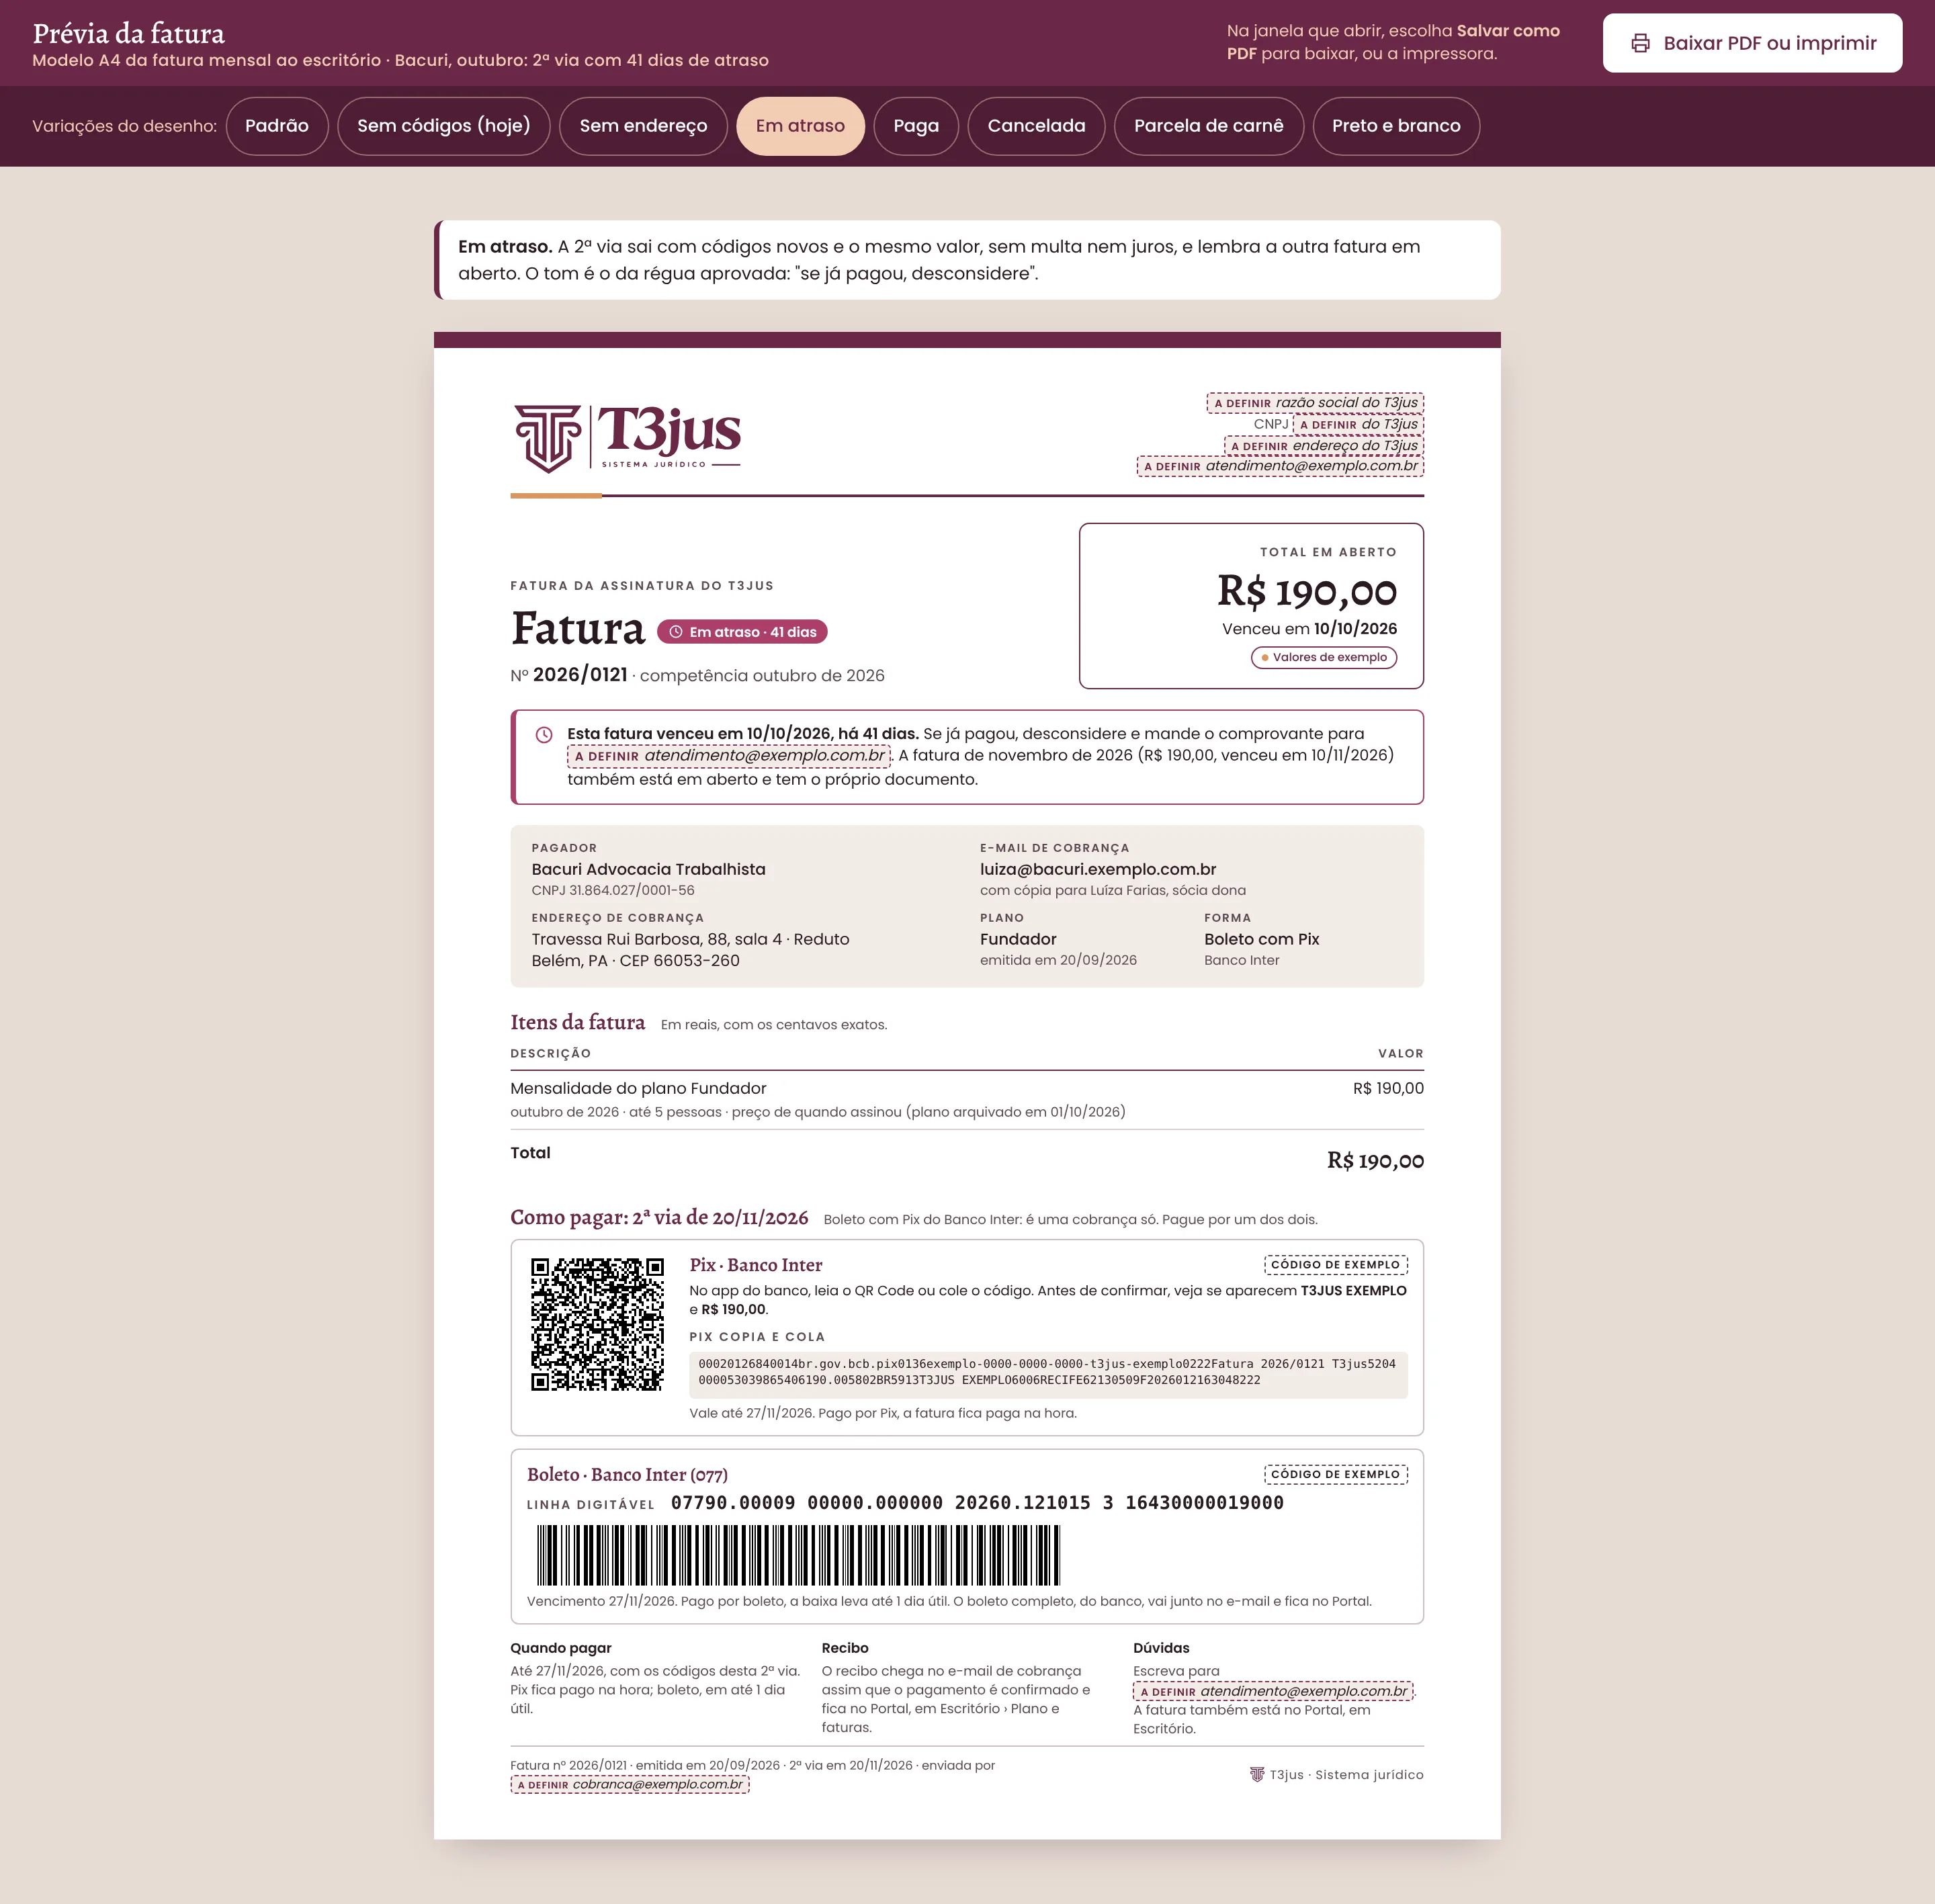 Prévia da fatura
Modelo A4 da fatura mensal ao escritório · Bacuri, outubro: 2ª via com 41 dias de atraso
Na janela que abrir, escolha Salvar como
PDF para baixar, ou a impressora.
Baixar PDF ou imprimir
Variações do desenho:
Padrão
Sem códigos (hoje)
Sem endereço
Em atraso
Paga
Cancelada
Parcela de carnê
Preto e branco
Em atraso. A 2ª via sai com códigos novos e o mesmo valor, sem multa nem juros, e lembra a outra fatura em
aberto. O tom é o da régua aprovada: "se já pagou, desconsidere".
T3jus
SISTEMA JURÍDICO
A DEFINIR razão social do T3jus
CNPJ A DEFINIR do T3jus
A DEFINIR endereço do T3jus
A DEFINIR atendimento@exemplo.com.br
FATURA DA ASSINATURA DO T3JUS
Fatura
Em atraso · 41 dias
Nº 2026/0121 · competência outubro de 2026
TOTAL EM ABERTO
R$ 190,00
Venceu em 10/10/2026
Valores de exemplo
Esta fatura venceu em 10/10/2026, há 41 dias. Se já pagou, desconsidere e mande o comprovante para
A DEFINIR atendimento@exemplo.com.br. A fatura de novembro de 2026 (R$ 190,00, venceu em 10/11/2026)
também está em aberto e tem o próprio documento.
PAGADOR
Bacuri Advocacia Trabalhista
CNPJ 31.864.027/0001-56
E-MAIL DE COBRANÇA
luiza@bacuri.exemplo.com.br
com cópia para Luíza Farias, sócia dona
ENDEREÇO DE COBRANÇA
Travessa Rui Barbosa, 88, sala 4 · Reduto
Belém, PA · CEP 66053-260
PLANO
Fundador
emitida em 20/09/2026
FORMA
Boleto com Pix
Banco Inter
Itens da fatura
Em reais, com os centavos exatos.
DESCRIÇÃO
VALOR
Mensalidade do plano Fundador
R$ 190,00
outubro de 2026 · até 5 pessoas · preço de quando assinou (plano arquivado em 01/10/2026)
Total
R$ 190,00
Como pagar: 2ª via de 20/11/2026
Boleto com Pix do Banco Inter: é uma cobrança só. Pague por um dos dois.
Pix · Banco Inter
CÓDIGO DE EXEMPLO
No app do banco, leia o QR Code ou cole o código. Antes de confirmar, veja se aparecem T3JUS EXEMPLO
e R$ 190,00.
PIX COPIA E COLA
00020126840014br.gov.bcb.pix0136exemplo-0000-0000-0000-t3jus-exemplo0222Fatura 2026/0121 T3jus5204
000053039865406190.005802BR5913T3JUS EXEMPLO6006RECIFE62130509F2026012163048222
Vale até 27/11/2026. Pago por Pix, a fatura fica paga na hora.
Boleto · Banco Inter (077)
CÓDIGO DE EXEMPLO
LINHA DIGITÁVEL 07790.00009 00000.000000 20260.121015 3 16430000019000
Vencimento 27/11/2026. Pago por boleto, a baixa leva até 1 dia útil. O boleto completo, do banco, vai junto no e-mail e fica no Portal.
Quando pagar
Até 27/11/2026, com os códigos desta 2ª via.
Pix fica pago na hora; boleto, em até 1 dia
útil.
Recibo
O recibo chega no e-mail de cobrança
assim que o pagamento é confirmado e
fica no Portal, em Escritório › Plano e
faturas.
Dúvidas
Escreva para
A DEFINIR atendimento@exemplo.com.br.
A fatura também está no Portal, em
Escritório.
Fatura nº 2026/0121 · emitida em 20/09/2026 · 2ª via em 20/11/2026 · enviada por
A DEFINIR cobranca@exemplo.com.br
T3jus · Sistema jurídico